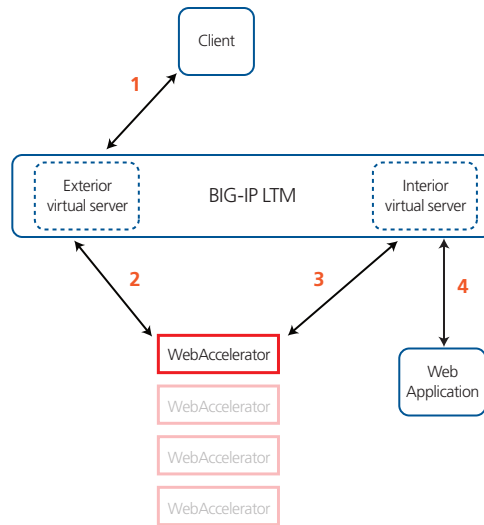 Client
1
Exterior
virtual server
BIG-IP LTM
Interior
virtual server
2
3
4
WebAccelerator
Web
Application
WebAccelerator
WebAccelerator
WebAccelerator